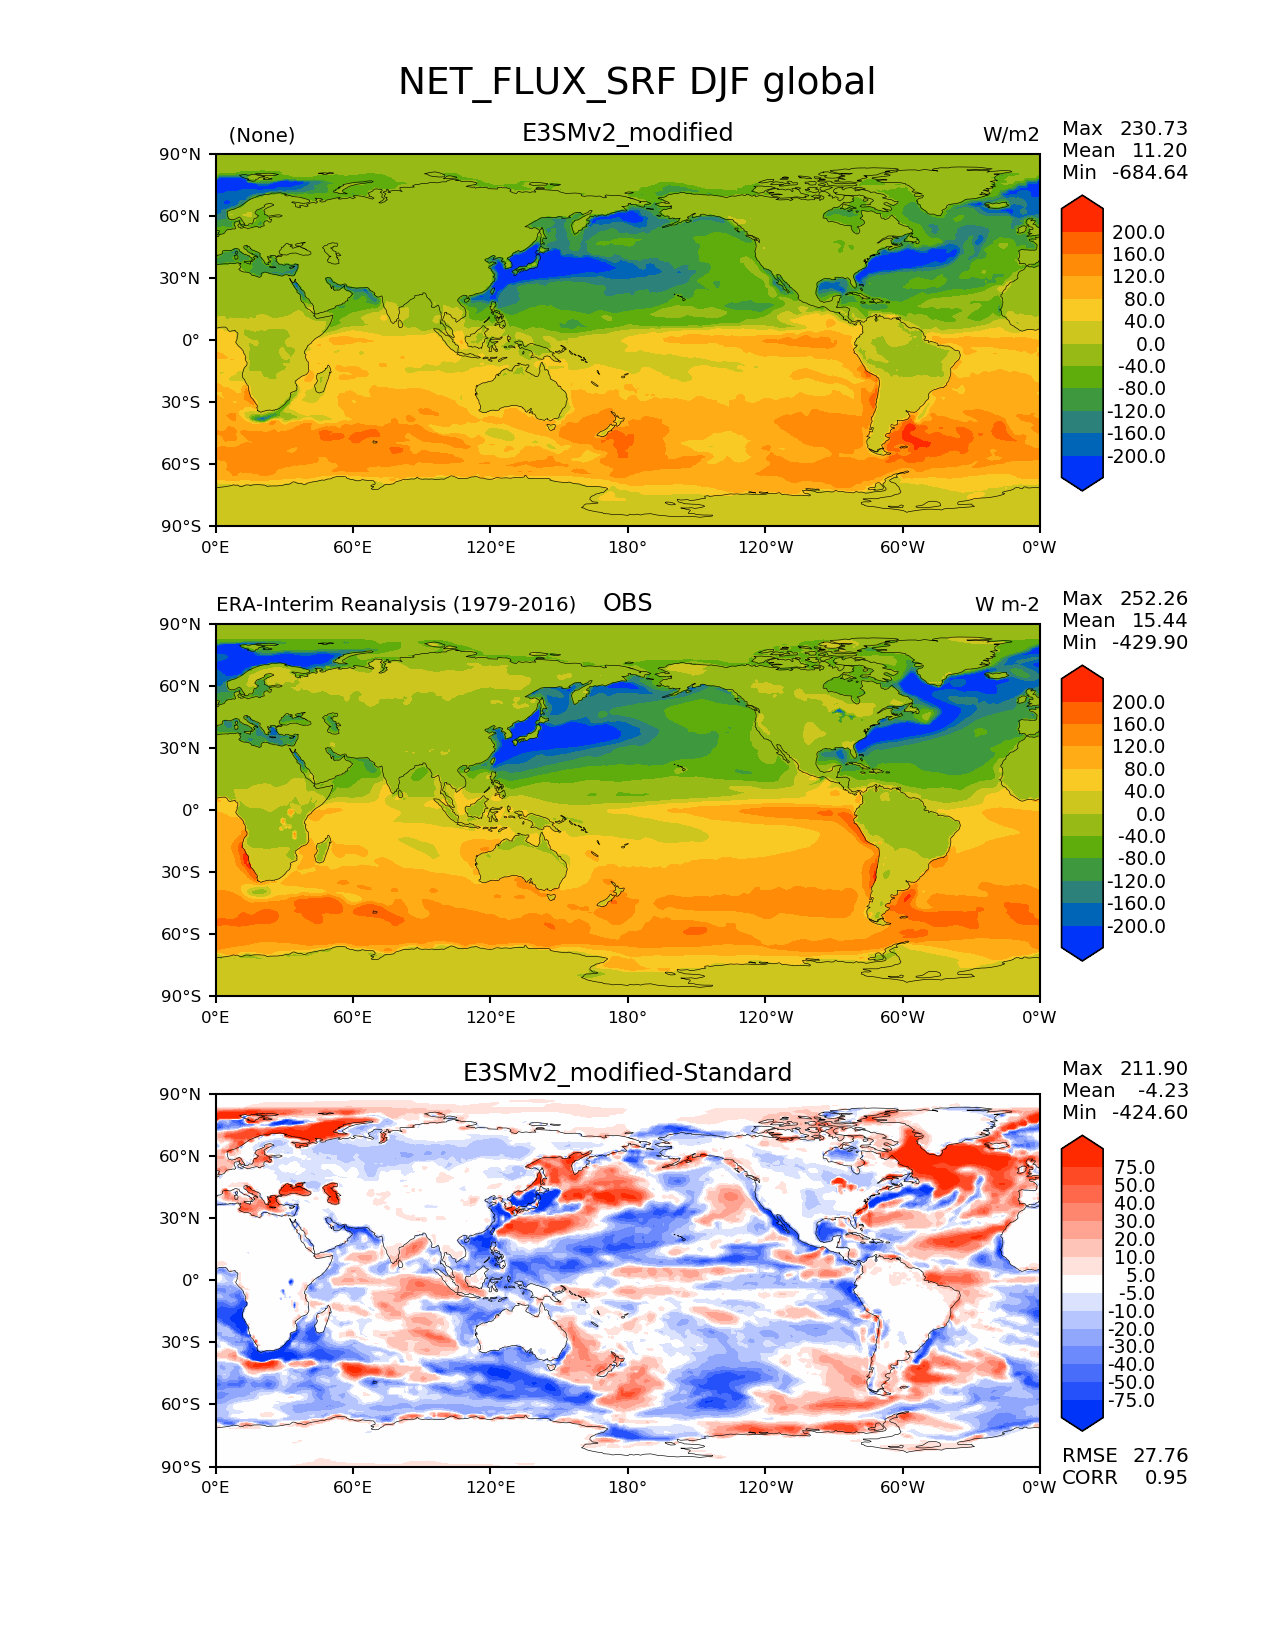 NET_FLUX_SRF DJF global
(None) E3SMv2_modified W/m2
Max 230.73
Mean 11.20
Min -684.64
90°N
60°N
30°N
0°
30°S
60°S
90°S
0°E 60°E 120°E 180° 120°W 60°W 0°W
200.0
160.0
120.0
80.0
40.0
0.0
-40.0
-80.0
-120.0
-160.0
-200.0
ERA-Interim Reanalysis (1979-2016) OBS W m-2
Max 252.26
Mean 15.44
Min -429.90
90°N
60°N
30°N
0°
30°S
60°S
90°S
0°E 60°E 120°E 180° 120°W 60°W 0°W
200.0
160.0
120.0
80.0
40.0
0.0
-40.0
-80.0
-120.0
-160.0
-200.0
E3SMv2_modified-Standard
Max 211.90
Mean -4.23
Min -424.60
90°N
60°N
30°N
0°
30°S
60°S
90°S
0°E 60°E 120°E 180° 120°W 60°W 0°W
75.0
50.0
40.0
30.0
20.0
10.0
5.0
-5.0
-10.0
-20.0
-30.0
-40.0
-50.0
-75.0
RMSE 27.76
CORR 0.95